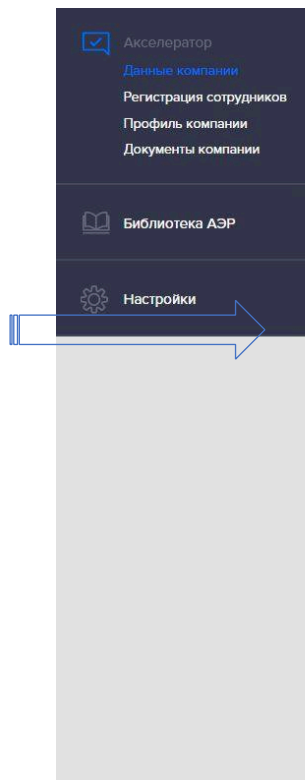 Акселератор
Данные компании
Регистрация сотрудников
Профиль компании
Документы компании
Библиотека АЭР
Настройки